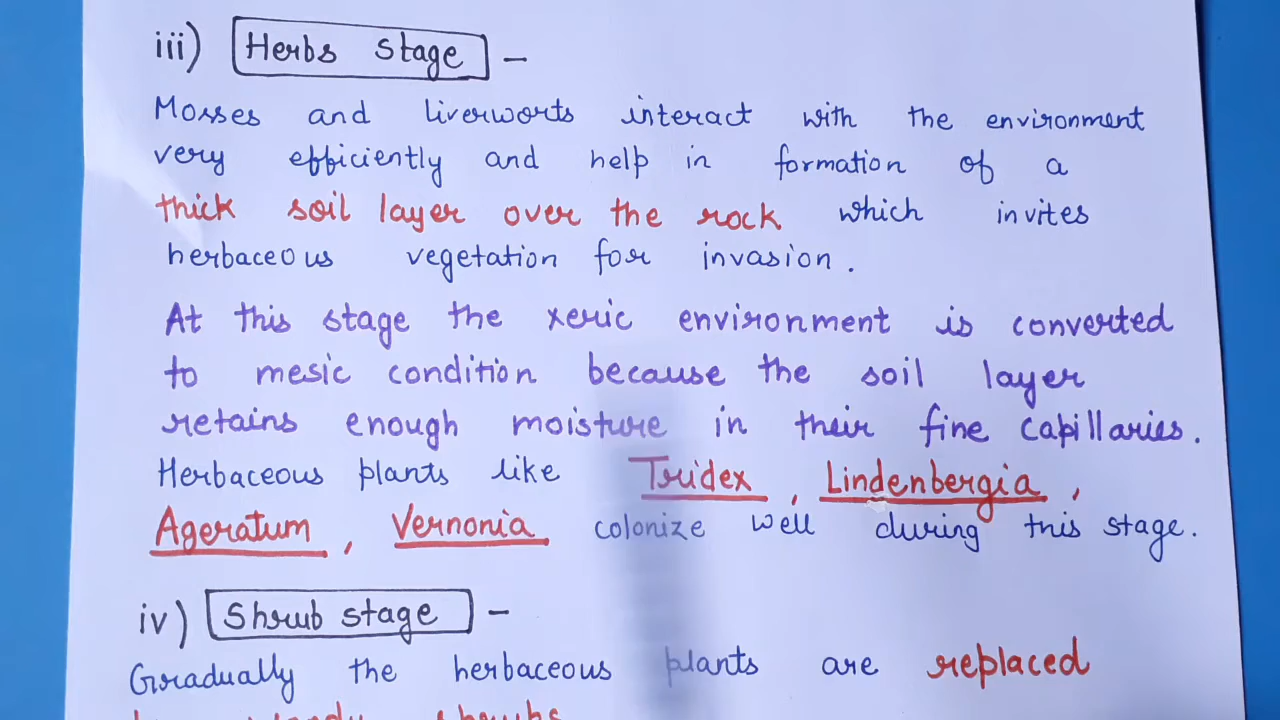 iii) Herbs stage -
Mosses and liverworts interact with the environment
very efficiently and help in formation of a
thick soil layer over the rock which invites
herbaceous vegetation for invasion.
At this stage the xeric environment is converted
to mesic condition because the soil layer
retains enough moisture in their fine capillaries.
Herbaceous plants like Tridex, Lindenbergia,
Ageratum, Vernonia colonize well during this stage.
iv) Shrub stage -
Gradually the herbaceous plants are replaced
shrubs